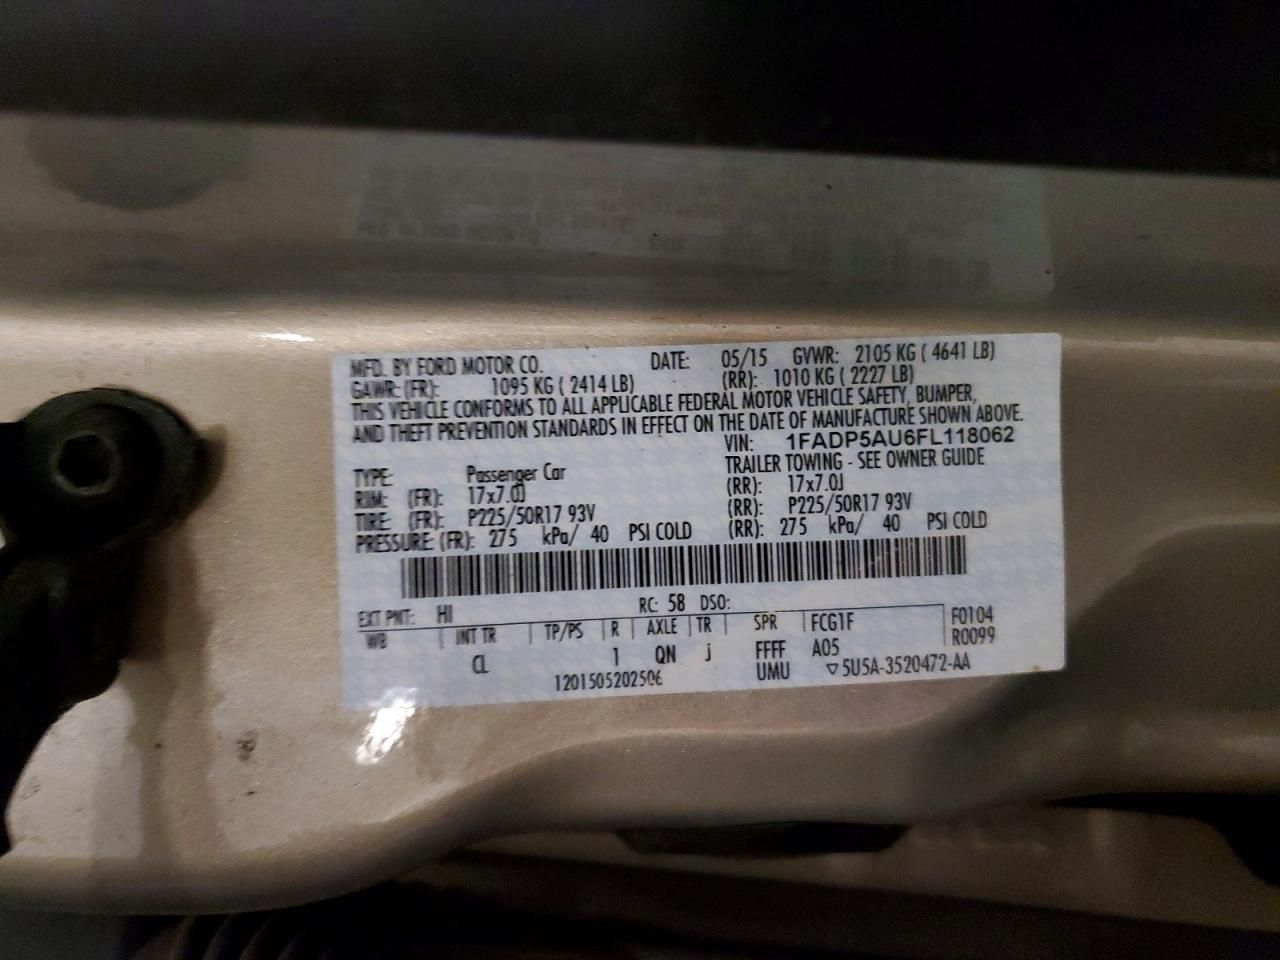 MFD. BY FORD MOTOR CO. DATE: 05/15 GVWR: 2105 KG ( 4641 LB)
GAWR: (FR): 1095 KG ( 2414 LB) (RR): 1010 KG ( 2227 LB)
THIS VEHICLE CONFORMS TO ALL APPLICABLE FEDERAL MOTOR VEHICLE SAFETY, BUMPER,
AND THEFT PREVENTION STANDARDS IN EFFECT ON THE DATE OF MANUFACTURE SHOWN ABOVE.
VIN: 1FADP5AU6FL118062
TYPE: Passenger Car TRAILER TOWING - SEE OWNER GUIDE
RIM: (FR): 17x7.0J (RR): 17x7.0J
TIRE: (FR): P225/50R17 93V (RR): P225/50R17 93V
PRESSURE: (FR): 275 kPa/ 40 PSI COLD (RR): 275 kPa/ 40 PSI COLD
EXT PNT: HI RC: 58 DSO:
WB INT TR TP/PS R AXLE TR SPR FCG1F F0104
CL 1 QN j FFFF A05 R0099
1201505202506 UMU ▽5U5A-3520472-AA